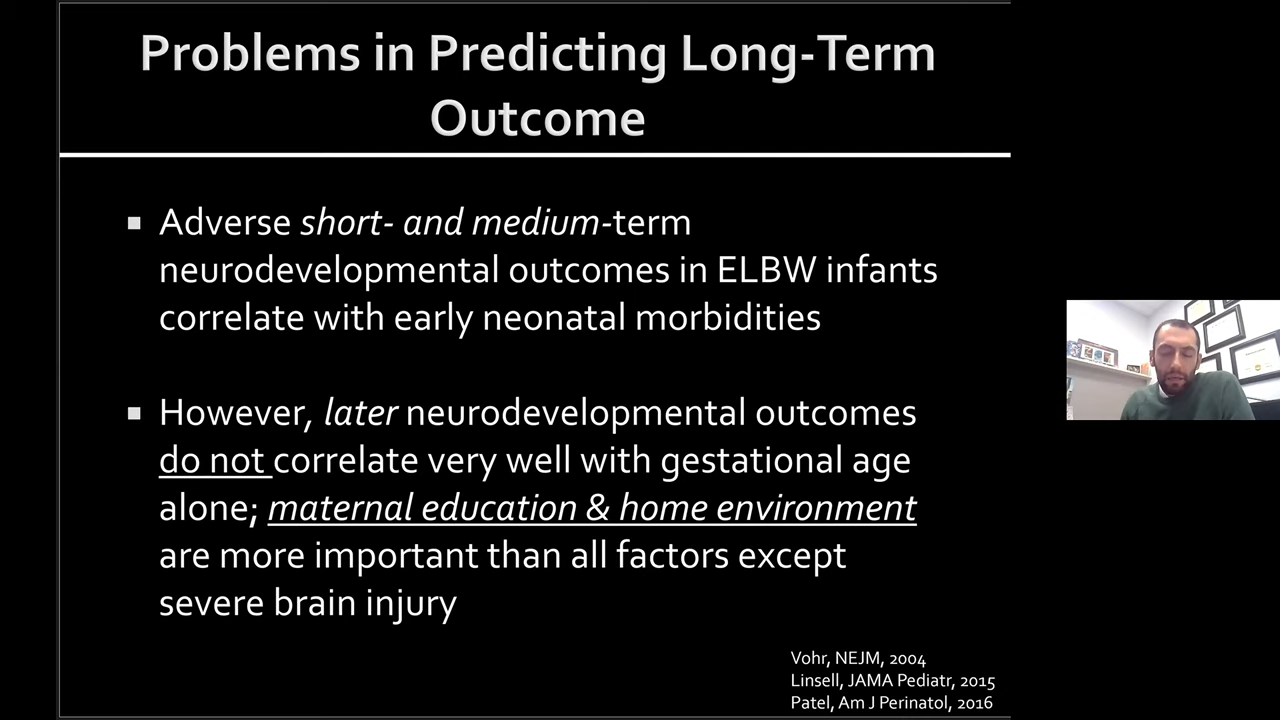 Problems in Predicting Long-Term
Outcome
▪ Adverse short- and medium-term
neurodevelopmental outcomes in ELBW infants
correlate with early neonatal morbidities
▪ However, later neurodevelopmental outcomes
do not correlate very well with gestational age
alone; maternal education & home environment
are more important than all factors except
severe brain injury
Vohr, NEJM, 2004
Linsell, JAMA Pediatr, 2015
Patel, Am J Perinatol, 2016